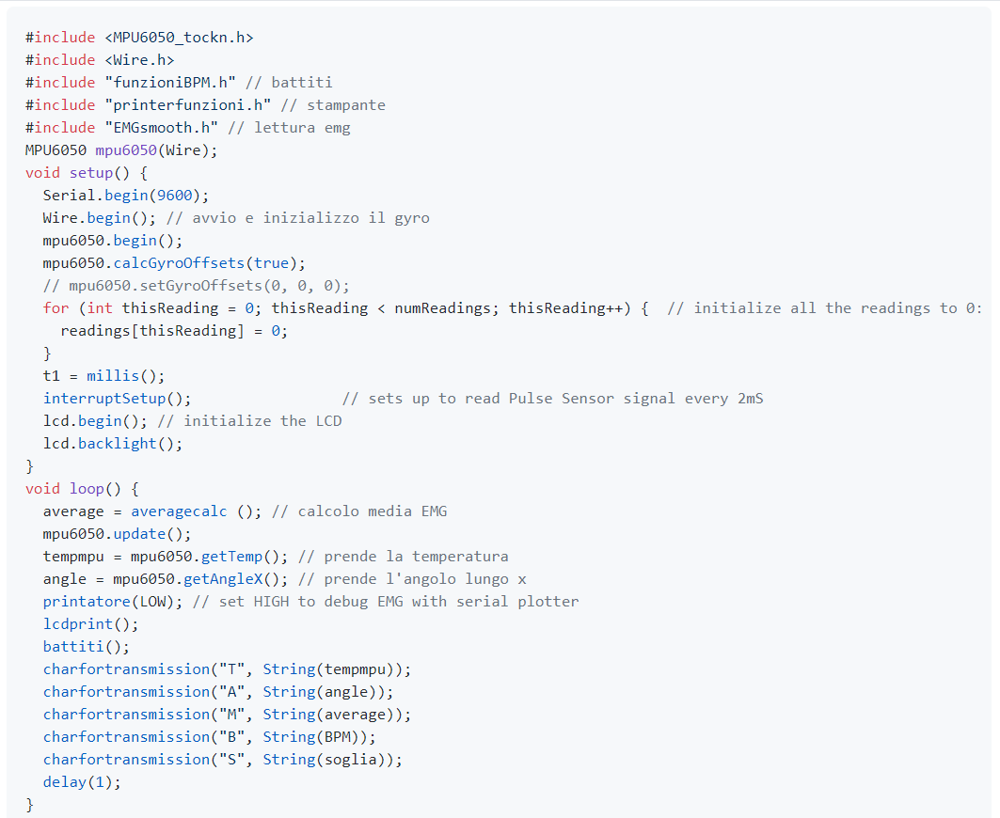 #include <MPU6050_tockn.h>
#include <Wire.h>
#include "funzioniBPM.h" // battiti
#include "printerfunzioni.h" // stampante
#include "EMGsmooth.h" // lettura emg
MPU6050 mpu6050(Wire);
void setup() {
  Serial.begin(9600);
  Wire.begin(); // avvio e inizializzo il gyro
  mpu6050.begin();
  mpu6050.calcGyroOffsets(true);
  // mpu6050.setGyroOffsets(0, 0, 0);
  for (int thisReading = 0; thisReading < numReadings; thisReading++) {  // initialize all the readings to 0:
    readings[thisReading] = 0;
  }
  t1 = millis();
  interruptSetup();                 // sets up to read Pulse Sensor signal every 2mS
  lcd.begin(); // initialize the LCD
  lcd.backlight();
}
void loop() {
  average = averagecalc (); // calcolo media EMG
  mpu6050.update();
  tempmpu = mpu6050.getTemp(); // prende la temperatura
  angle = mpu6050.getAngleX(); // prende l'angolo lungo x
  printatore(LOW); // set HIGH to debug EMG with serial plotter
  lcdprint();
  battiti();
  charfortransmission("T", String(tempmpu));
  charfortransmission("A", String(angle));
  charfortransmission("M", String(average));
  charfortransmission("B", String(BPM));
  charfortransmission("S", String(soglia));
  delay(1);
}